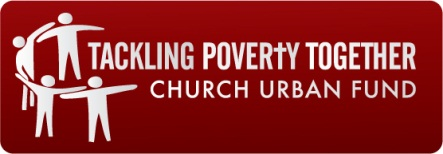 TACKLING POVERTY TOGETHER
CHURCH URBAN FUND